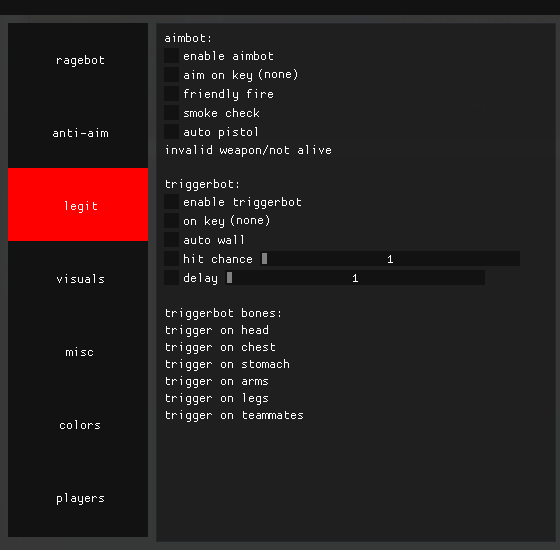 ragebot
anti-aim
legit
visuals
misc
colors
players
aimbot:
enable aimbot
aim on key (none)
friendly fire
smoke check
auto pistol
invalid weapon/not alive
triggerbot:
enable triggerbot
on key (none)
auto wall
hit chance 1
delay 1
triggerbot bones:
trigger on head
trigger on chest
trigger on stomach
trigger on arms
trigger on legs
trigger on teammates